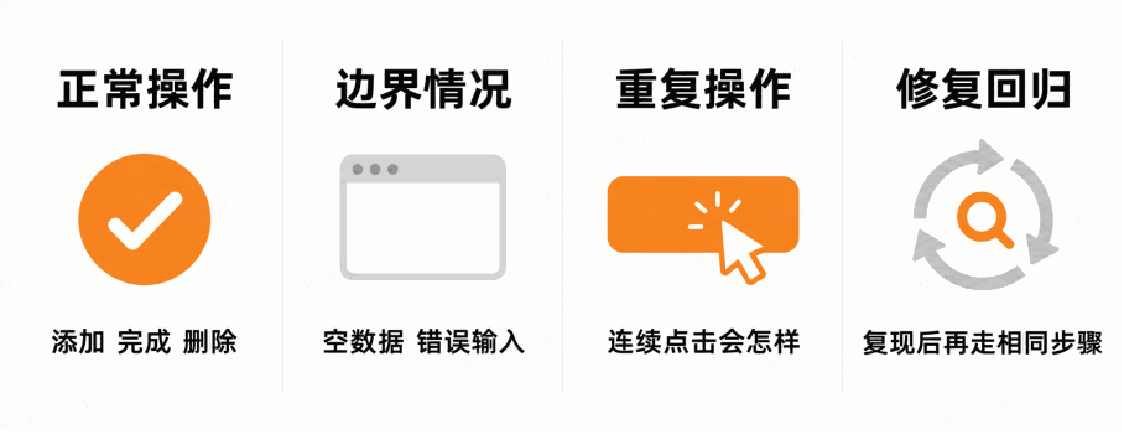 正常操作
添加 完成 删除
边界情况
空数据 错误输入
重复操作
连续点击会怎样
修复回归
复现后再走相同步骤